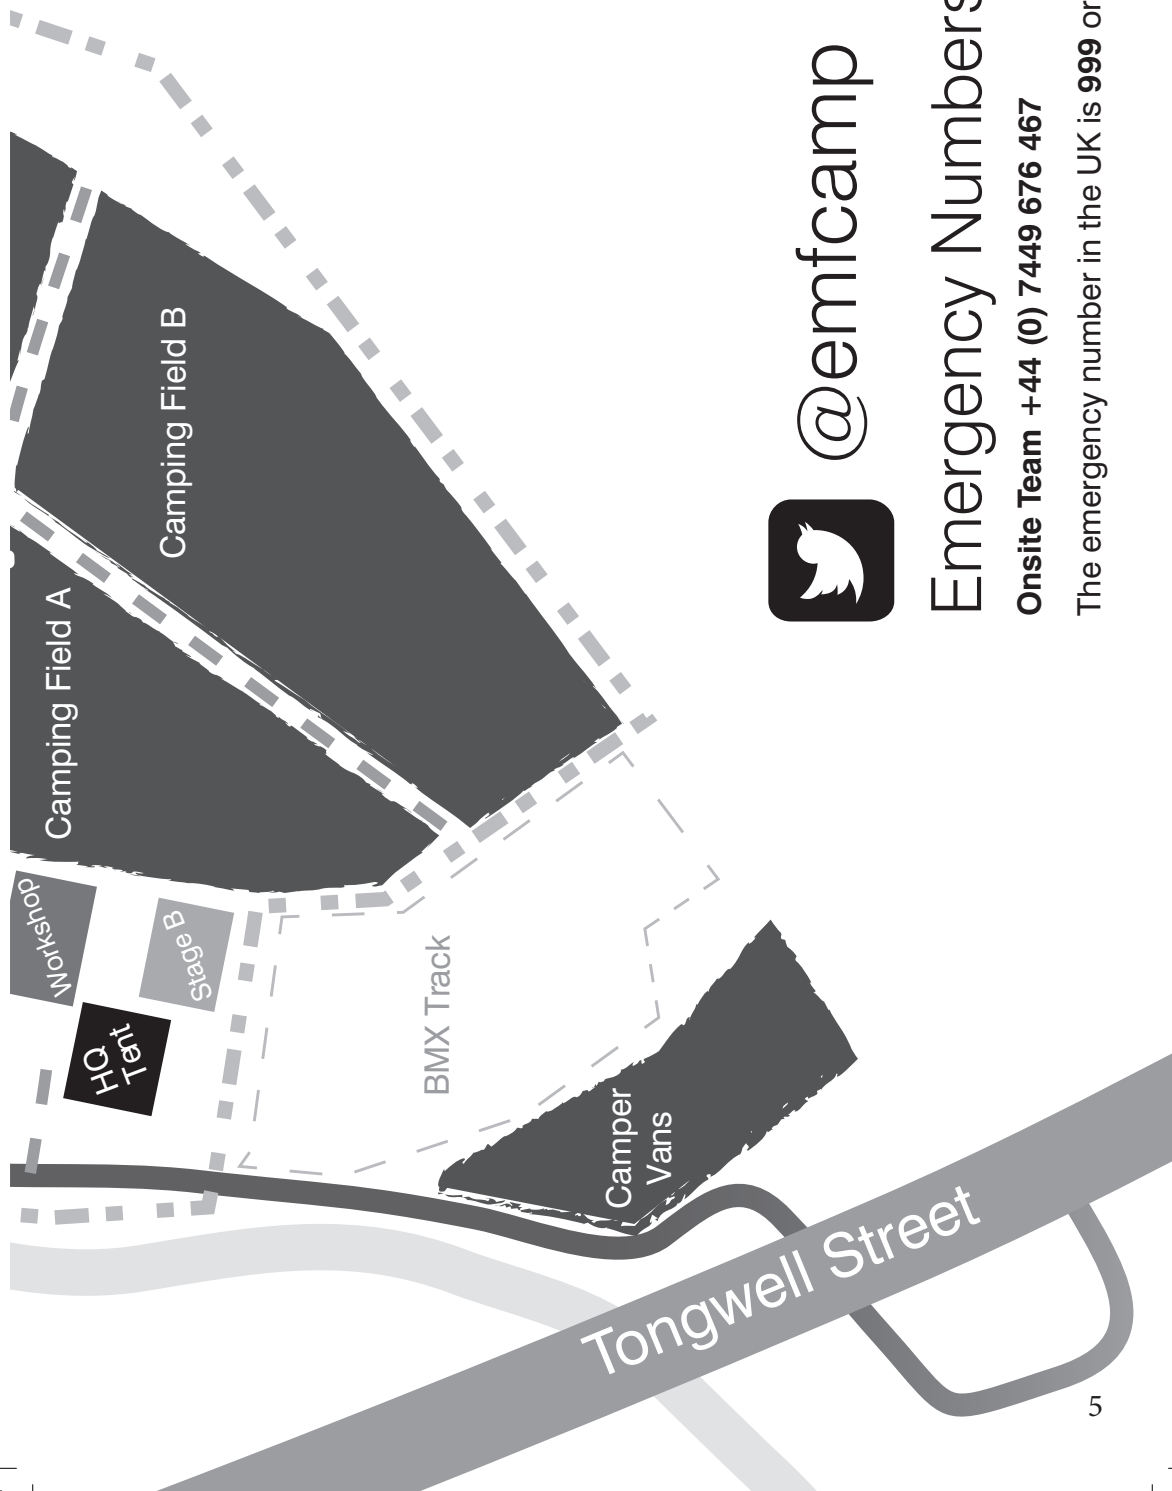 Camping Field A
Camping Field B
Workshop
Stage B
HQ
Tent
BMX Track
Camper
Vans
Tongwell Street
@emfcamp
Emergency Numbers
Onsite Team +44 (0) 7449 676 467
The emergency number in the UK is 999 or
5